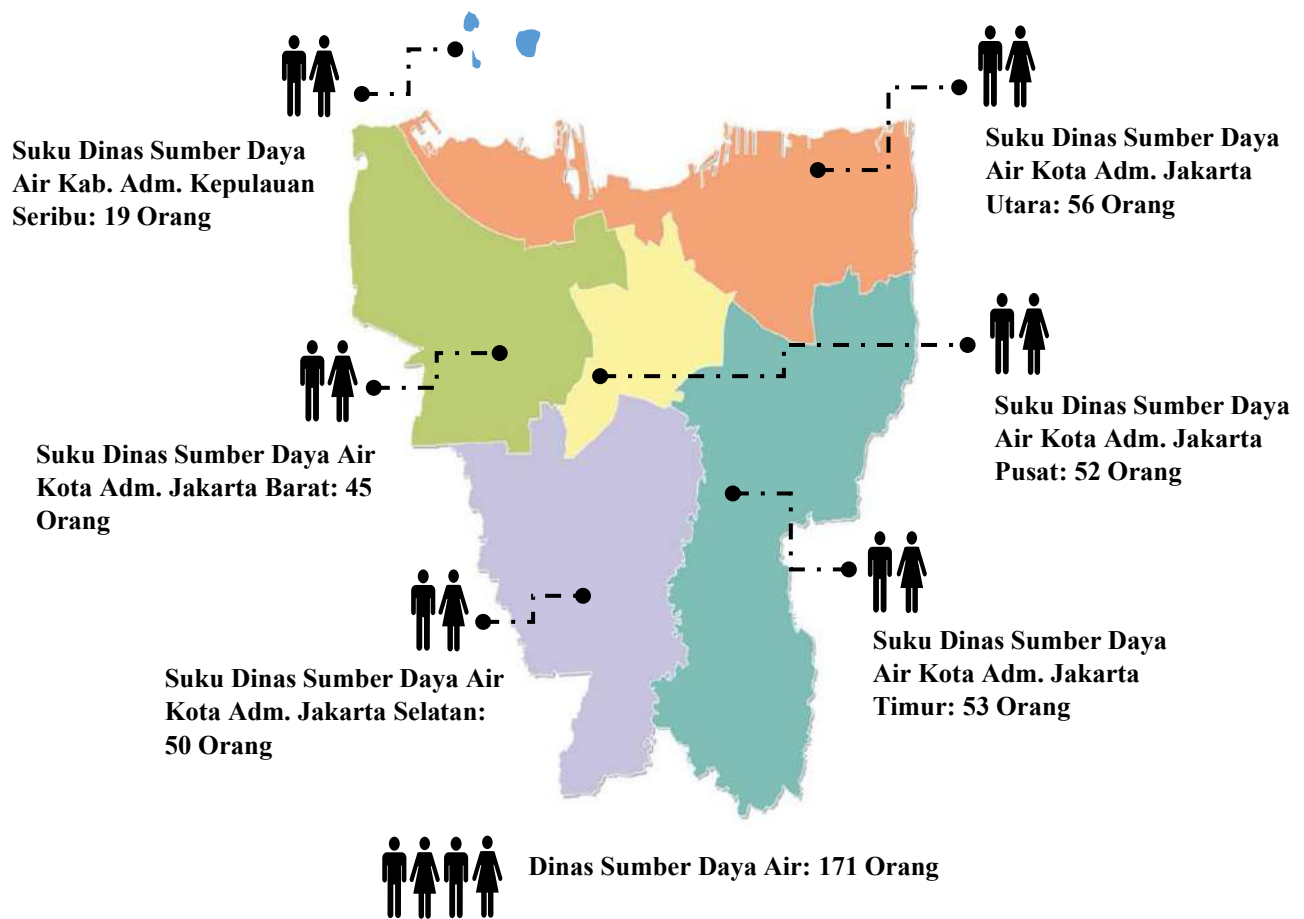 Suku Dinas Sumber Daya
Air Kab. Adm. Kepulauan
Seribu: 19 Orang
Suku Dinas Sumber Daya
Air Kota Adm. Jakarta
Utara: 56 Orang
Suku Dinas Sumber Daya Air
Kota Adm. Jakarta Barat: 45
Orang
Suku Dinas Sumber Daya
Air Kota Adm. Jakarta
Pusat: 52 Orang
Suku Dinas Sumber Daya Air
Kota Adm. Jakarta Selatan:
50 Orang
Suku Dinas Sumber Daya
Air Kota Adm. Jakarta
Timur: 53 Orang
Dinas Sumber Daya Air: 171 Orang